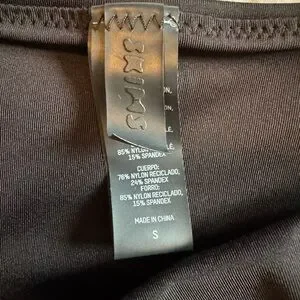 SKIMS
85% NYLON
15% SPANDEX
CUERPO:
76% NYLON RECICLADO,
24% SPANDEX
FORRO:
85% NYLON RECICLADO,
15% SPANDEX
MADE IN CHINA
S